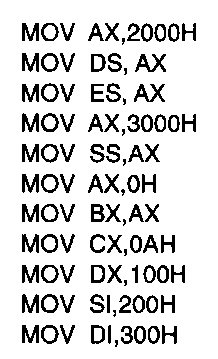 MOV AX,2000H
MOV DS, AX
MOV ES, AX
MOV AX,3000H
MOV SS,AX
MOV AX,0H
MOV BX,AX
MOV CX,0AH
MOV DX,100H
MOV SI,200H
MOV DI,300H